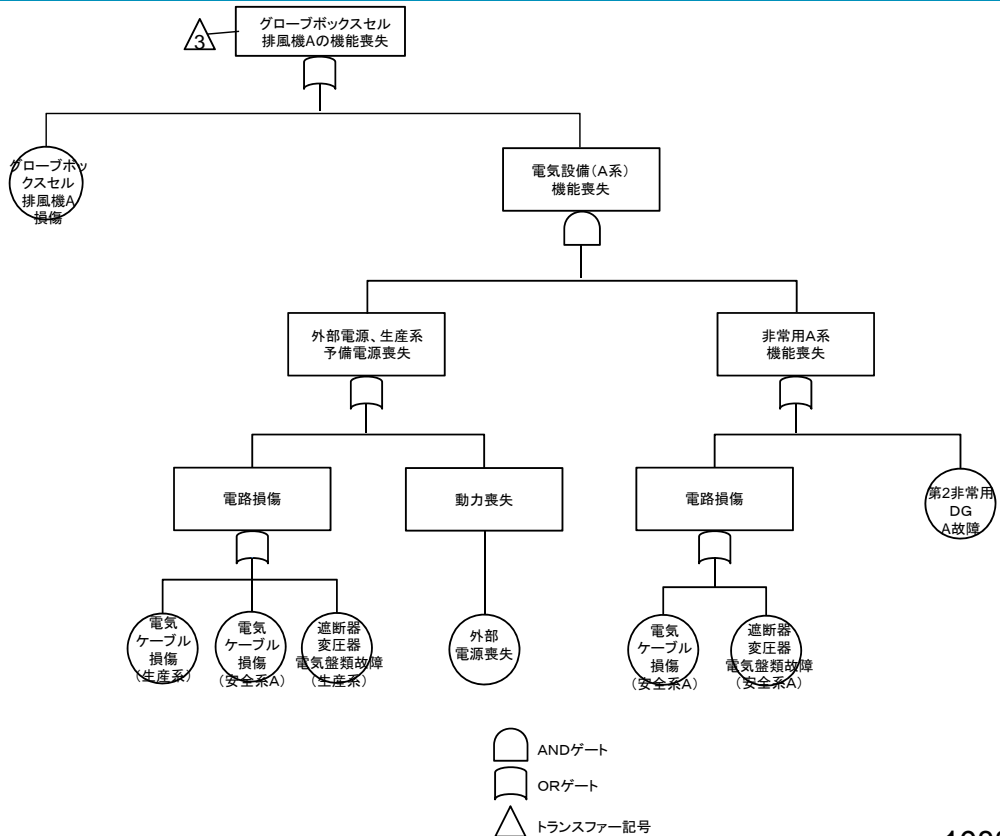 グローブボックスセル
排風機Aの機能喪失
3
グローブボッ
クスセル
排風機A
損傷
電気設備(A系)
機能喪失
外部電源、生産系
予備電源喪失
非常用A系
機能喪失
電路損傷
動力喪失
電路損傷
第2非常用
DG
A故障
電気
ケーブル
損傷
(生産系)
電気
ケーブル
損傷
(安全系A)
遮断器
変圧器
電気盤類故障
(生産系)
外部
電源喪失
電気
ケーブル
損傷
(安全系A)
遮断器
変圧器
電気盤類故障
(安全系A)
ANDゲート
ORゲート
トランスファー記号